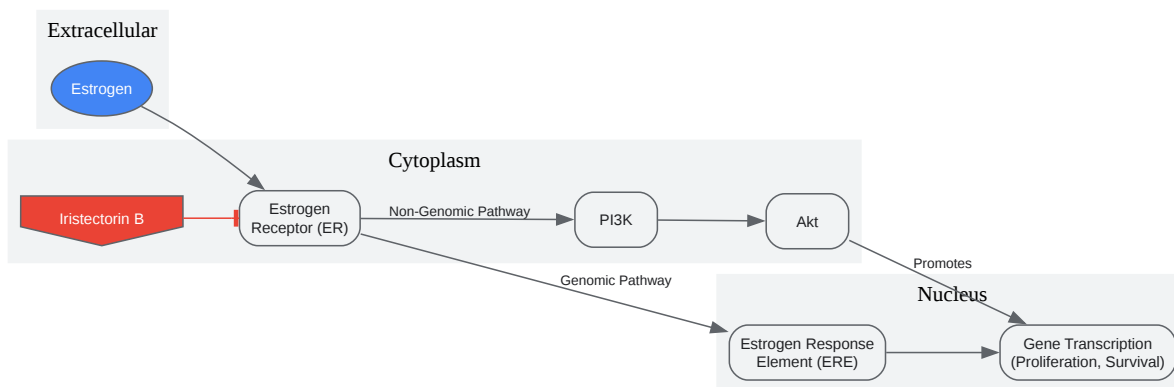 Extracellular
Estrogen
Cytoplasm
Iristectorin B
Estrogen
Receptor (ER)
Non-Genomic Pathway
PI3K
Akt
Genomic Pathway
Promotes
Nucleus
Estrogen Response
Element (ERE)
Gene Transcription
(Proliferation, Survival)